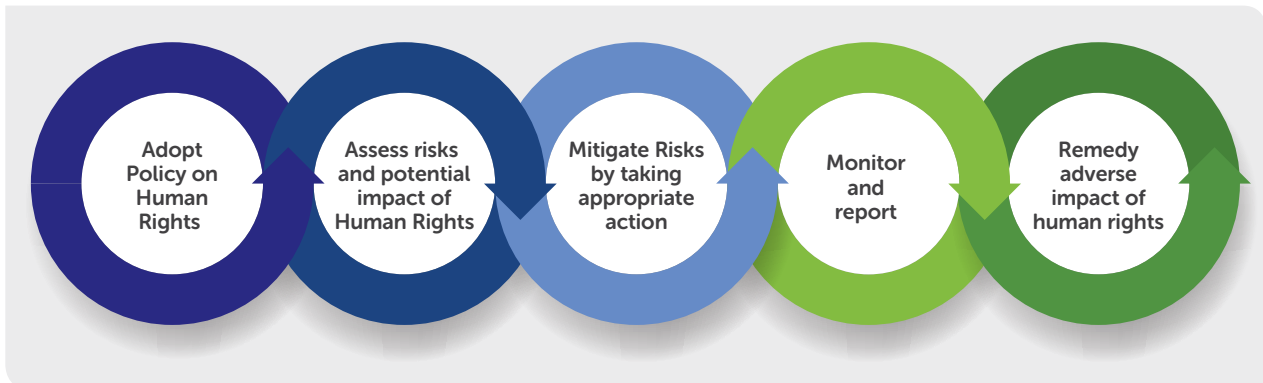 Adopt
Policy on
Human
Rights
Assess risks
and potential
impact of
Human Rights
Mitigate Risks
by taking
appropriate
action
Monitor
and
report
Remedy
adverse
impact of
human rights